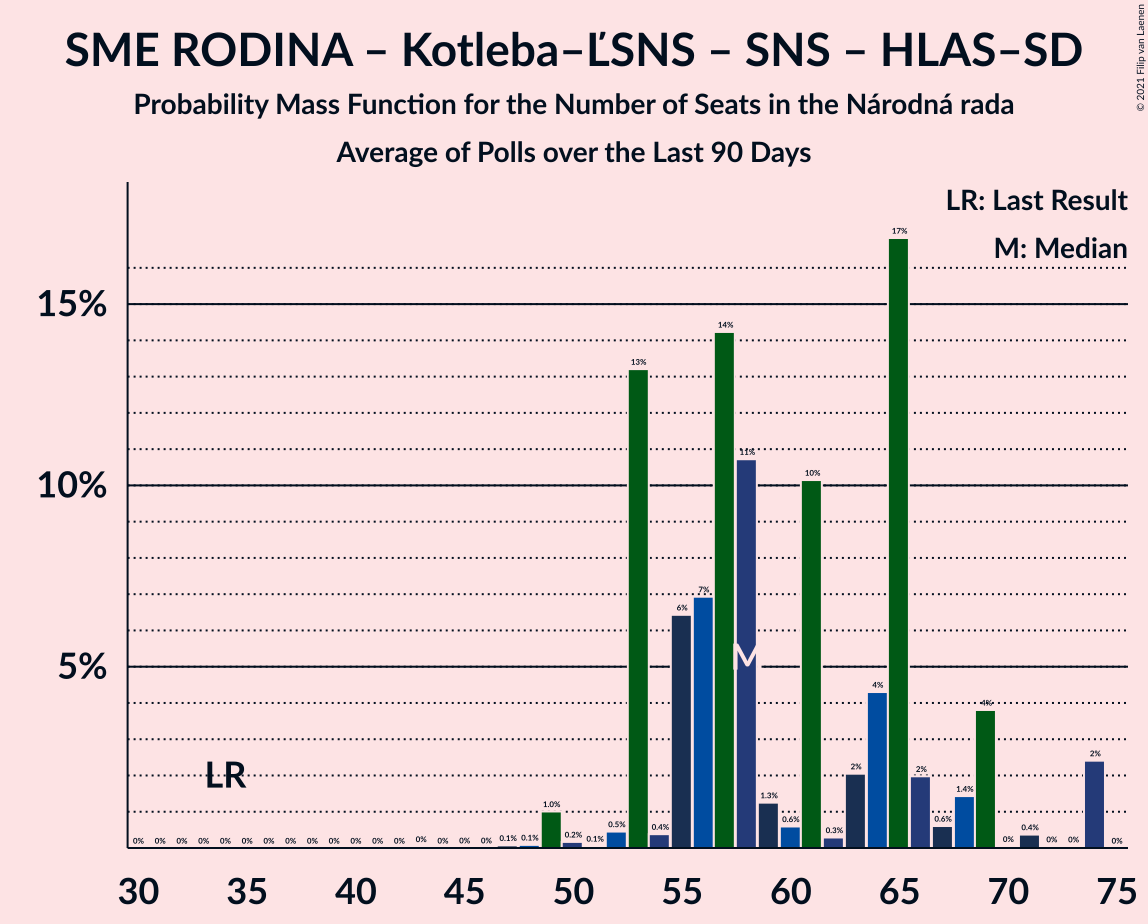 SME RODINA – Kotleba–ĽSNS – SNS – HLAS–SD
Probability Mass Function for the Number of Seats in the Národná rada
Average of Polls over the Last 90 Days
© 2021 Filip van Laenen
LR: Last Result
M: Median
15%
10%
5%
LR
M
0% 0% 0% 0% 0% 0% 0% 0% 0% 0% 0% 0% 0% 0% 0% 0% 0% 0.1% 0.1% 1.0% 0.2% 0.1% 0.5% 13% 0.4% 6% 7% 14% 11% 1.3% 0.6% 10% 0.3% 2% 4% 17% 2% 0.6% 1.4% 4% 0% 0.4% 0% 0% 2% 0%
30 35 40 45 50 55 60 65 70 75